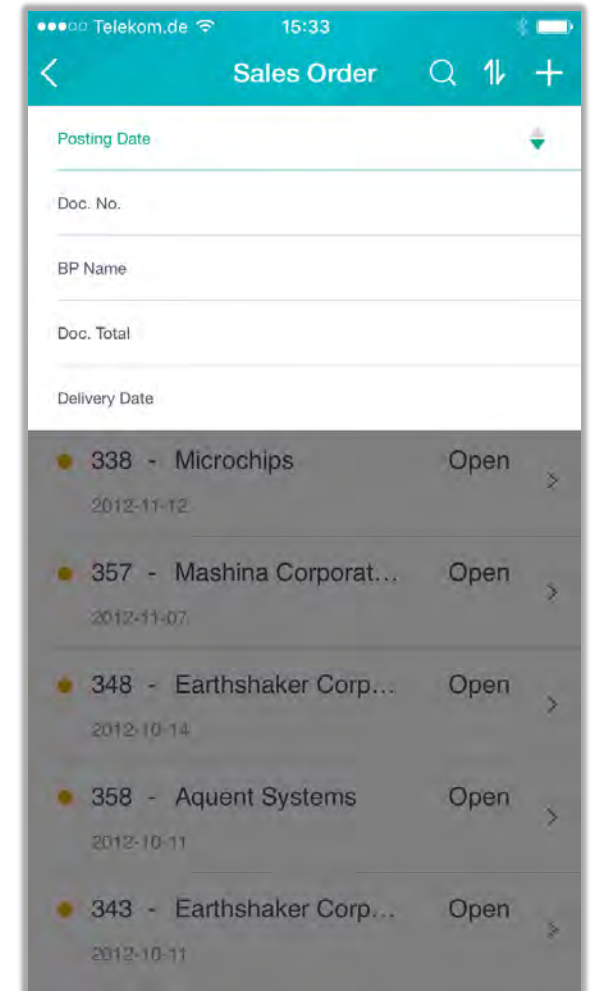 Telekom.de 15:33
Sales Order
Posting Date
Doc. No.
BP Name
Doc. Total
Delivery Date
338 - Microchips Open
2012-11-12
357 - Mashina Corporat... Open
2012-11-07
348 - Earthshaker Corp... Open
2012-10-14
358 - Aquent Systems Open
2012-10-11
343 - Earthshaker Corp... Open
2012-10-11